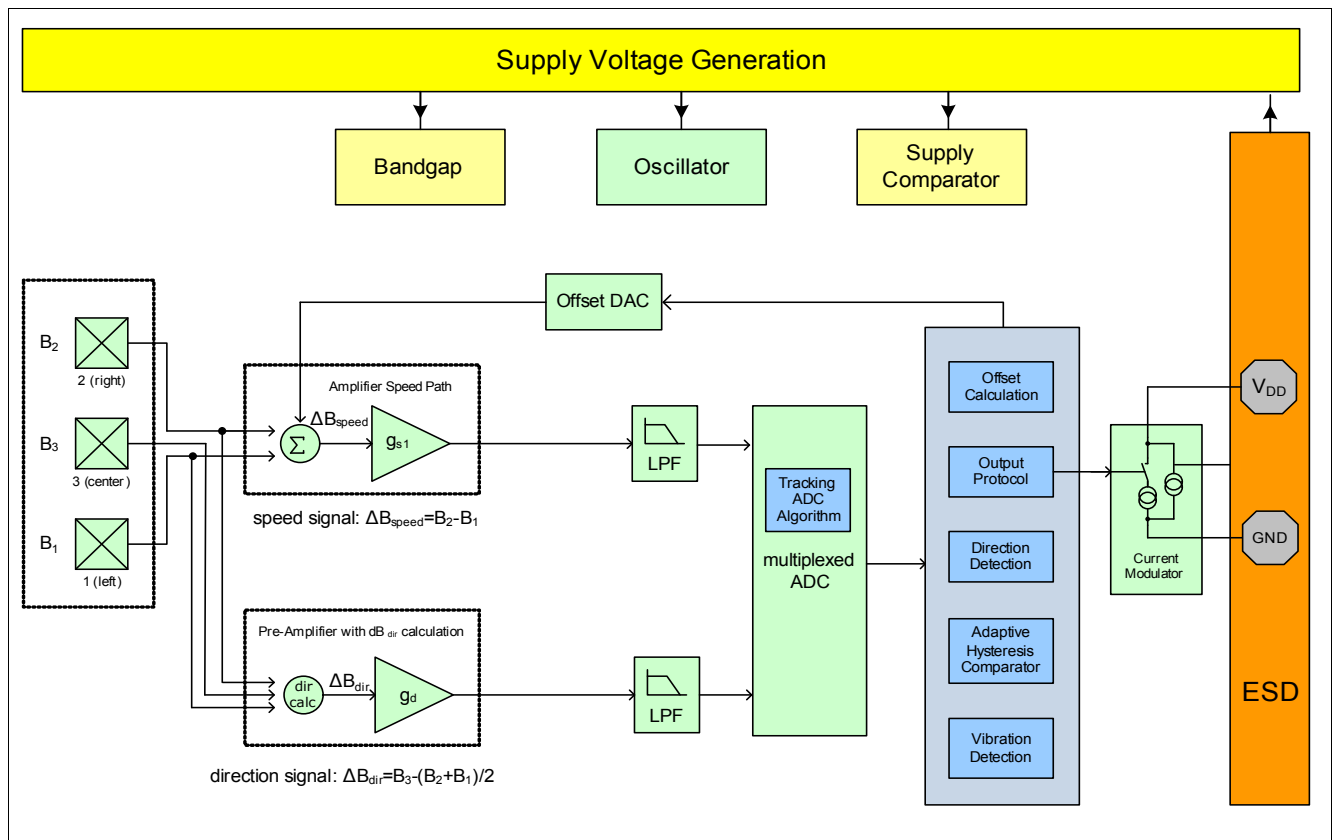 Supply Voltage Generation
Bandgap
Oscillator
Supply
Comparator
Offset DAC
B2
2 (right)
B3
3 (center)
B1
1 (left)
Amplifier Speed Path
Σ
ΔBspeed
gs1
speed signal: ΔBspeed=B2-B1
LPF
Pre-Amplifier with dB dir calculation
dir
calc
ΔBdir
gd
direction signal: ΔBdir=B3-(B2+B1)/2
LPF
Tracking
ADC
Algorithm
multiplexed
ADC
Offset
Calculation
Output
Protocol
Direction
Detection
Adaptive
Hysteresis
Comparator
Vibration
Detection
Current
Modulator
VDD
GND
ESD